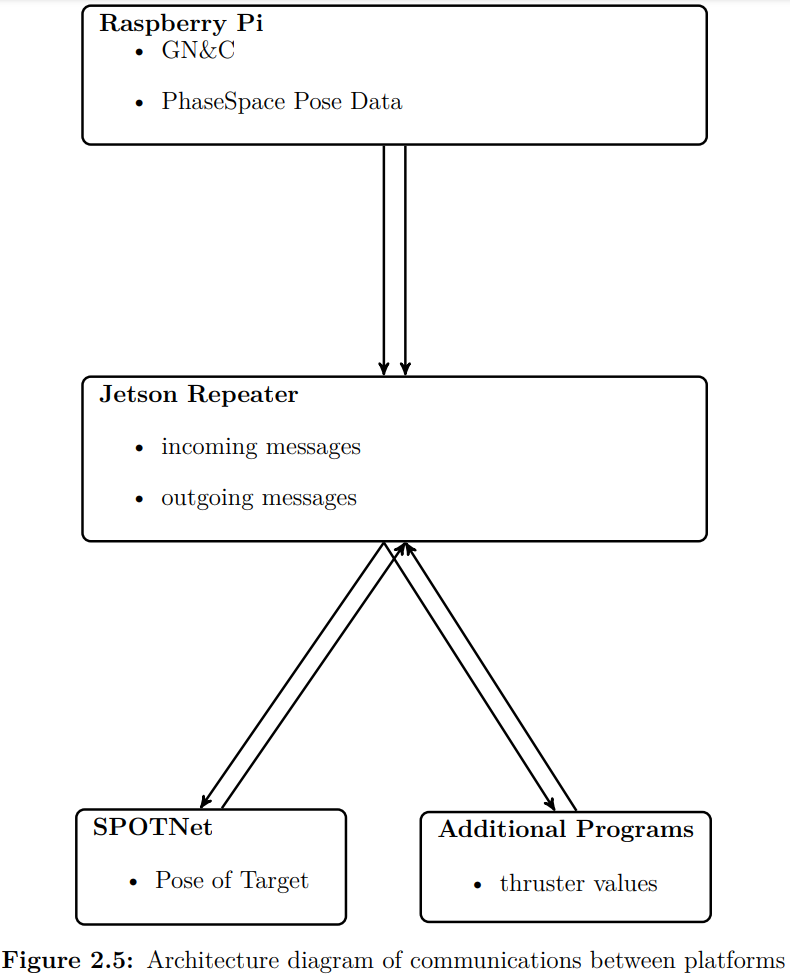 Raspberry Pi
• GN&C
• PhaseSpace Pose Data
Jetson Repeater
• incoming messages
• outgoing messages
SPOTNet
• Pose of Target
Additional Programs
• thruster values
Figure 2.5: Architecture diagram of communications between platforms